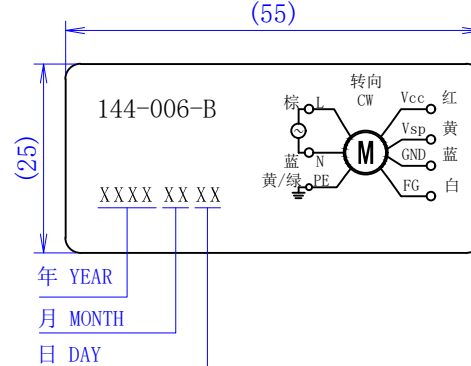 (55)
(25)
144-006-B
转向
CW
棕 L
蓝 N
黄/绿 PE
M
Vcc 红
Vsp 黄
GND 蓝
FG 白
XXXX XX XX
年 YEAR
月 MONTH
日 DAY